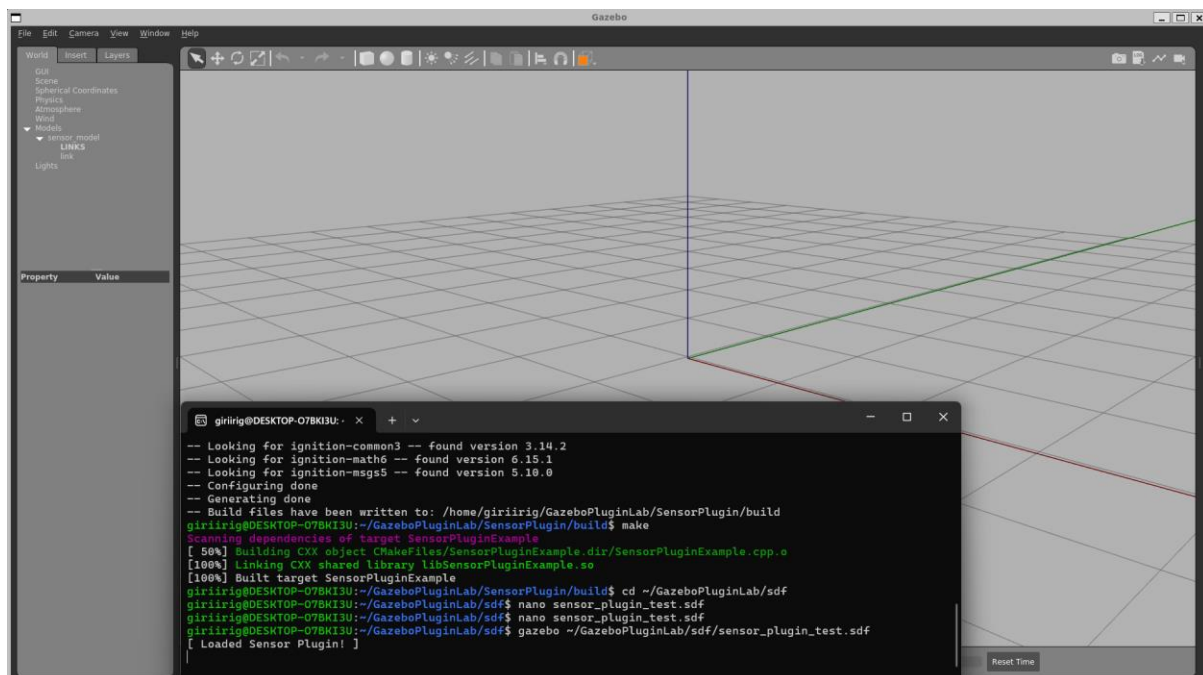 Gazebo
File Edit Camera View Window Help
World Insert Layers
GUI
Scene
Spherical Coordinates
Physics
Atmosphere
Wind
Models
sensor_model
LINKS
link
Lights
Property Value
giriirig@DESKTOP-O7BKI3U: ~
-- Looking for ignition-common3 -- found version 3.14.2
-- Looking for ignition-math6 -- found version 6.15.1
-- Looking for ignition-msgs5 -- found version 5.10.0
-- Configuring done
-- Generating done
-- Build files have been written to: /home/giriirig/GazeboPluginLab/SensorPlugin/build
giriirig@DESKTOP-O7BKI3U:~/GazeboPluginLab/SensorPlugin/build$ make
Scanning dependencies of target SensorPluginExample
[ 50%] Building CXX object CMakeFiles/SensorPluginExample.dir/SensorPluginExample.cpp.o
[100%] Linking CXX shared library libSensorPluginExample.so
[100%] Built target SensorPluginExample
giriirig@DESKTOP-O7BKI3U:~/GazeboPluginLab/SensorPlugin/build$ cd ~/GazeboPluginLab/sdf
giriirig@DESKTOP-O7BKI3U:~/GazeboPluginLab/sdf$ nano sensor_plugin_test.sdf
giriirig@DESKTOP-O7BKI3U:~/GazeboPluginLab/sdf$ nano sensor_plugin_test.sdf
giriirig@DESKTOP-O7BKI3U:~/GazeboPluginLab/sdf$ gazebo ~/GazeboPluginLab/sdf/sensor_plugin_test.sdf
[ Loaded Sensor Plugin! ]
Reset Time